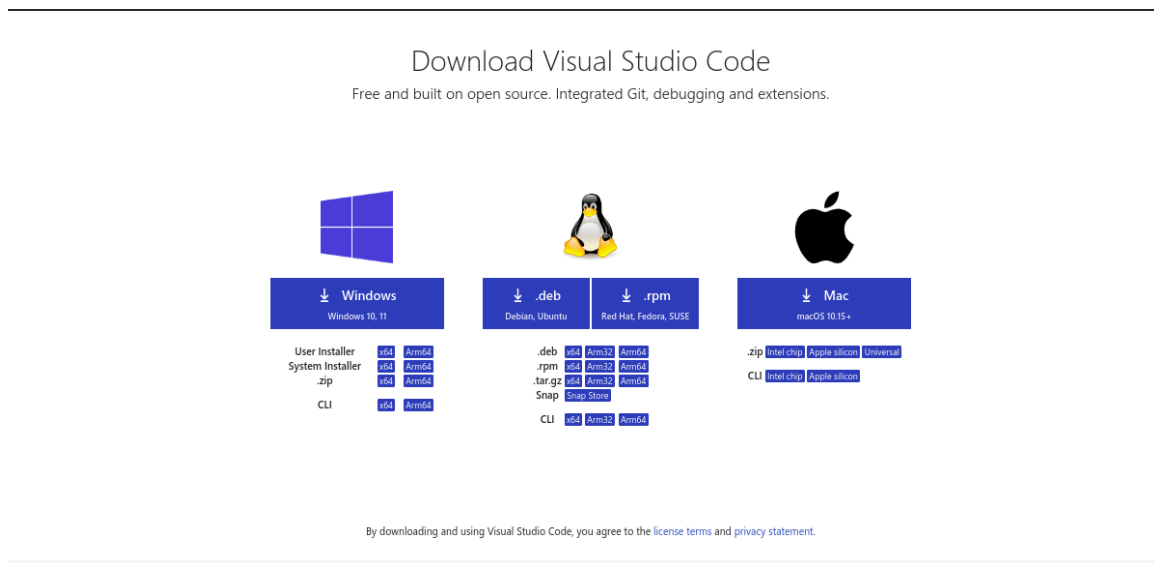 Download Visual Studio Code
Free and built on open source. Integrated Git, debugging and extensions.
Windows
Windows 10, 11
User Installer x64 Arm64
System Installer x64 Arm64
.zip x64 Arm64
CLI x64 Arm64
.deb .rpm
Debian, Ubuntu Red Hat, Fedora, SUSE
.deb x64 Arm32 Arm64
.rpm x64 Arm32 Arm64
.tar.gz x64 Arm32 Arm64
Snap Snap Store
CLI x64 Arm32 Arm64
Mac
macOS 10.15+
.zip Intel chip Apple silicon Universal
CLI Intel chip Apple silicon
By downloading and using Visual Studio Code, you agree to the license terms and privacy statement.